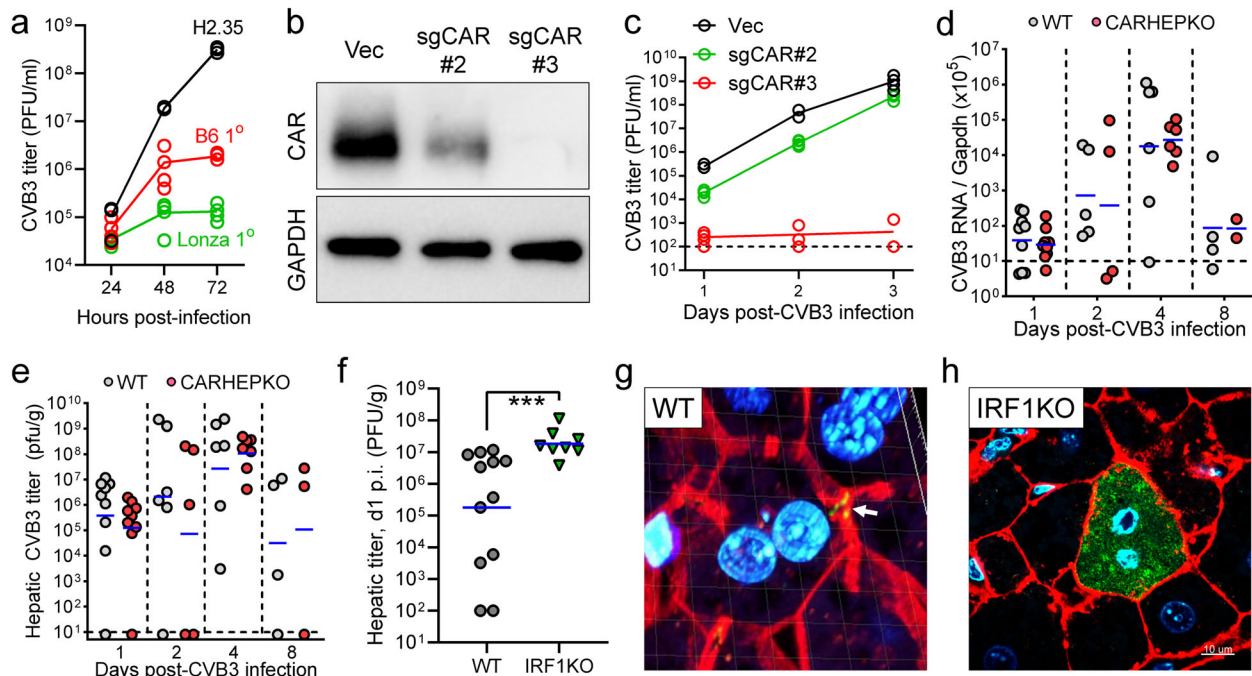 a
CVB3 titer (PFU/ml)
10⁹
10⁸
10⁷
10⁶
10⁵
10⁴
H2.35
B6 1°
Lonza 1°
24 48 72
Hours post-infection
b
Vec sgCAR #2 sgCAR #3
CAR
GAPDH
c
Vec
sgCAR#2
sgCAR#3
CVB3 titer (PFU/ml)
10¹⁰
10⁹
10⁸
10⁷
10⁶
10⁵
10⁴
10³
10²
10¹
1 2 3
Days post-CVB3 infection
d
WT CARHEPKO
CVB3 RNA / Gapdh (x10⁵)
10⁷
10⁶
10⁵
10⁴
10³
10²
10¹
10⁰
1 2 4 8
Days post-CVB3 infection
e
WT CARHEPKO
Hepatic CVB3 titer (pfu/g)
10¹⁰
10⁹
10⁸
10⁷
10⁶
10⁵
10⁴
10³
10²
10¹
1 2 4 8
Days post-CVB3 infection
f
Hepatic titer, d1 p.i. (PFU/g)
10⁹
10⁸
10⁷
10⁶
10⁵
10⁴
10³
10²
10¹
***
WT IRF1KO
g
WT
h
IRF1KO
10 um